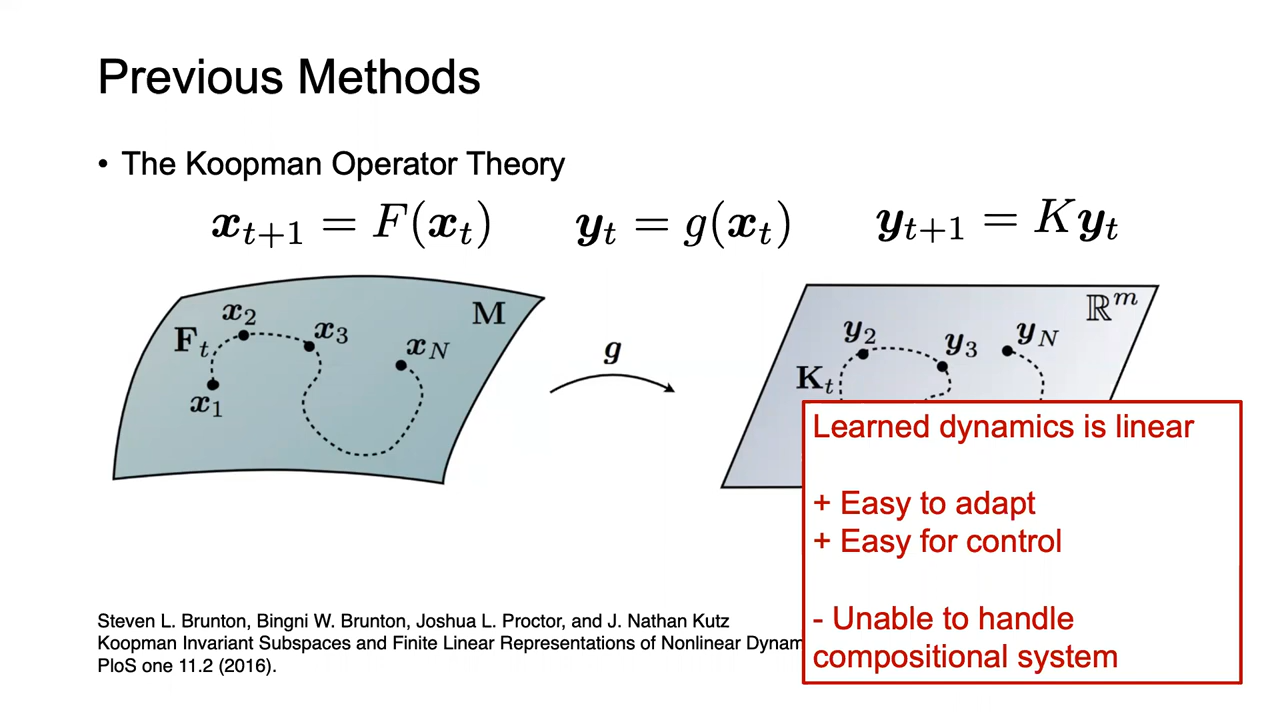 Previous Methods
• The Koopman Operator Theory
x_{t+1} = F(x_t) y_t = g(x_t) y_{t+1} = K y_t
M
ℝ^m
x_2
x_3
x_N
F_t
x_1
g
y_2
y_3
y_N
K_t
Learned dynamics is linear
+ Easy to adapt
+ Easy for control
- Unable to handle
compositional system
Steven L. Brunton, Bingni W. Brunton, Joshua L. Proctor, and J. Nathan Kutz
Koopman Invariant Subspaces and Finite Linear Representations of Nonlinear Dynam
PloS one 11.2 (2016).